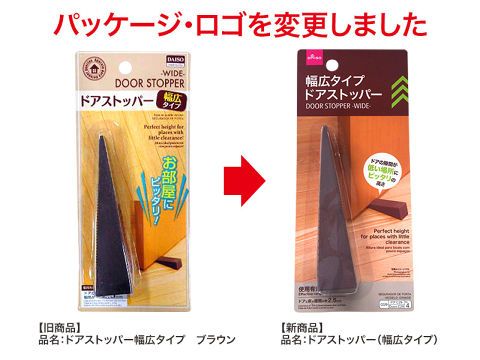 パッケージ・ロゴを変更しました
DAISO
-WIDE-
DOOR STOPPER
ドアストッパー
幅広
タイプ
Perfect height for
places with
little clearance!
お部屋に
ピッタリ!
DAISO
幅広タイプ
ドアストッパー
DOOR STOPPER -WIDE-
ドアの隙間が
低い場所に
ピッタリの
高さ
Perfect height
for places with
little clearance
【旧商品】
品名:ドアストッパー幅広タイプ ブラウン
【新商品】
品名:ドアストッパー(幅広タイプ)